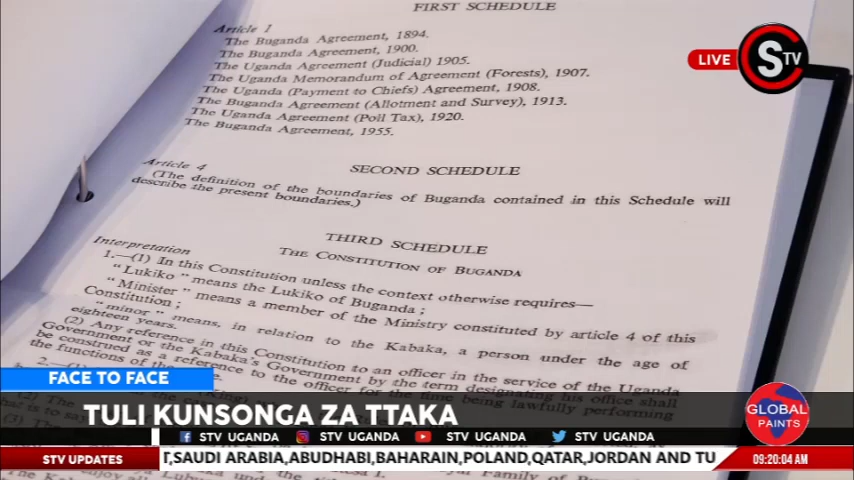 FIRST SCHEDULE
Article 1
The Buganda Agreement, 1894.
The Buganda Agreement, 1900.
The Uganda Agreement (Judicial) 1905.
The Uganda Memorandum of Agreement (Forests), 1907.
The Uganda (Payment to Chiefs) Agreement, 1908.
The Buganda Agreement (Allotment and Survey), 1913.
The Uganda Agreement (Poll Tax), 1920.
The Buganda Agreement, 1955.
SECOND SCHEDULE
Article 4
(The definition of the boundaries of Buganda contained in this Schedule will
describe the present boundaries.)
THIRD SCHEDULE
THE CONSTITUTION OF BUGANDA
Interpretation
1.—(1) In this Constitution unless the context otherwise requires—
"Lukiko" means the Lukiko of Buganda;
"Minister" means a member of the Ministry constituted by article 4 of this
Constitution;
"minor" means, in relation to the Kabaka, a person under the age of
eighteen years.
(2) Any reference in this Constitution to an officer in the service of the Uganda
Government or the Kabaka's Government by the term designating his office shall
be construed as a reference to the officer for the time being lawfully performing
the functions of the
LIVE
STV
FACE TO FACE
TULI KUNSONGA ZA TTAKA
GLOBAL
PAINTS
STV UGANDA STV UGANDA STV UGANDA STV UGANDA
STV UPDATES
T,SAUDI ARABIA,ABUDHABI,BAHARAIN,POLAND,QATAR,JORDAN AND TU
09:20:04 AM